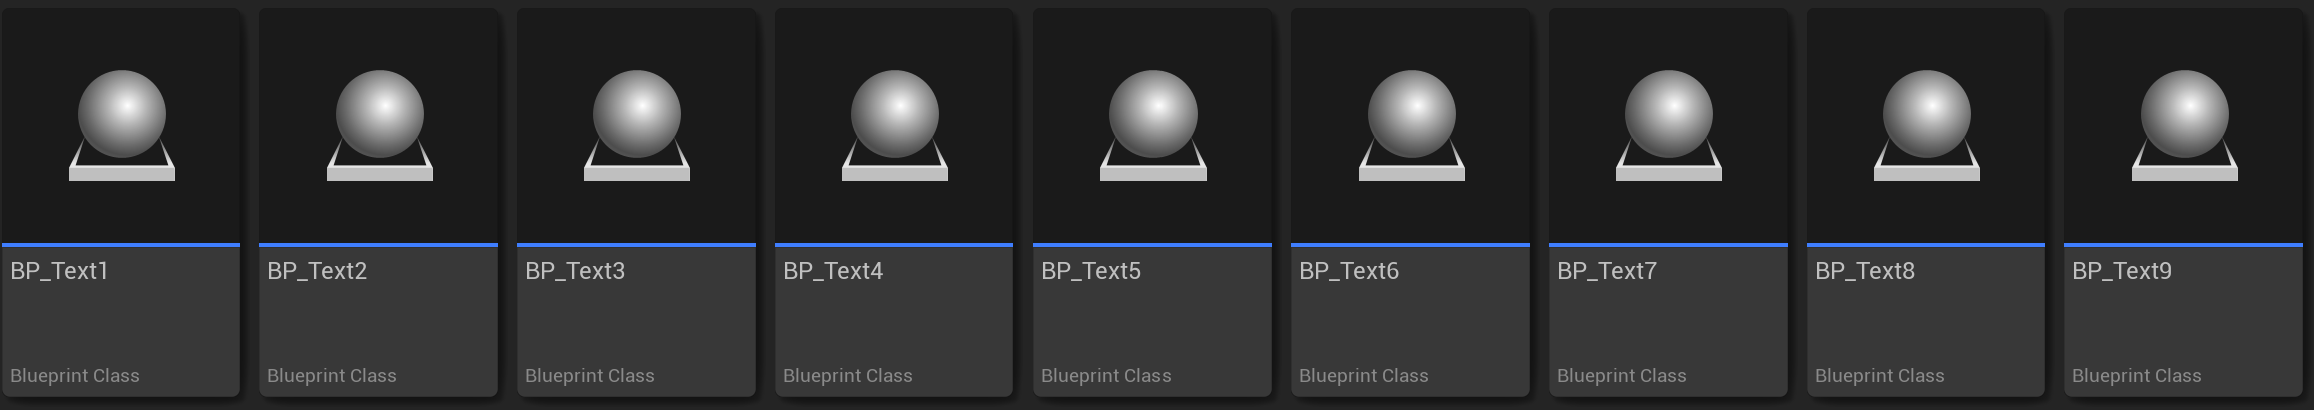 BP_Text1
BP_Text2
BP_Text3
BP_Text4
BP_Text5
BP_Text6
BP_Text7
BP_Text8
BP_Text9
Blueprint Class
Blueprint Class
Blueprint Class
Blueprint Class
Blueprint Class
Blueprint Class
Blueprint Class
Blueprint Class
Blueprint Class